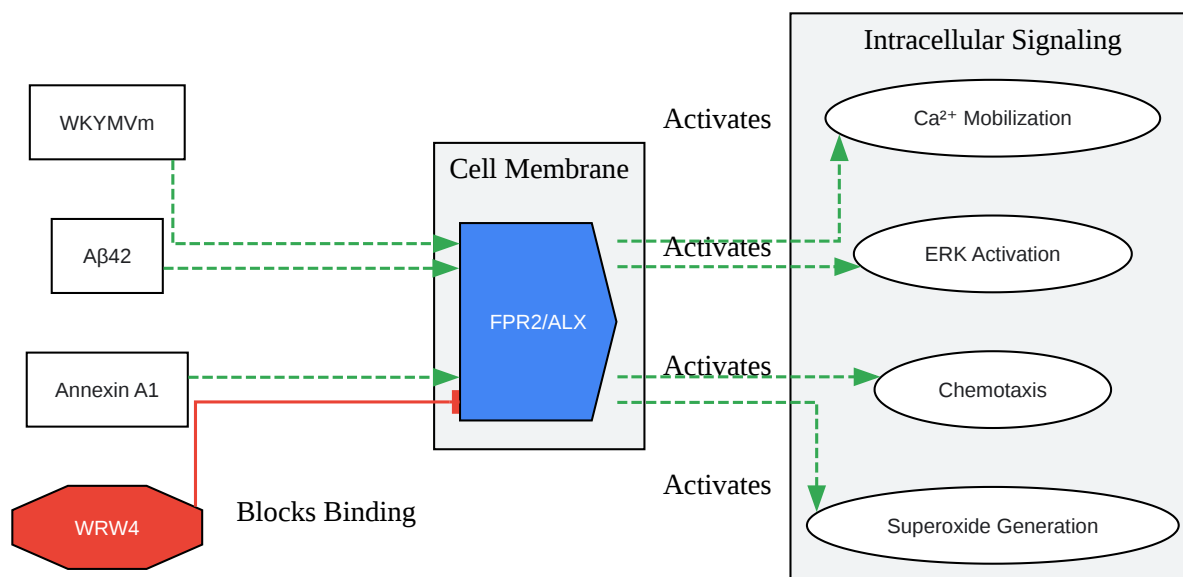 Intracellular Signaling
WKYMVm
Activates
Ca²⁺ Mobilization
Cell Membrane
Aβ42
Activates
ERK Activation
FPR2/ALX
Annexin A1
Activates
Chemotaxis
WRW4
Blocks Binding
Activates
Superoxide Generation